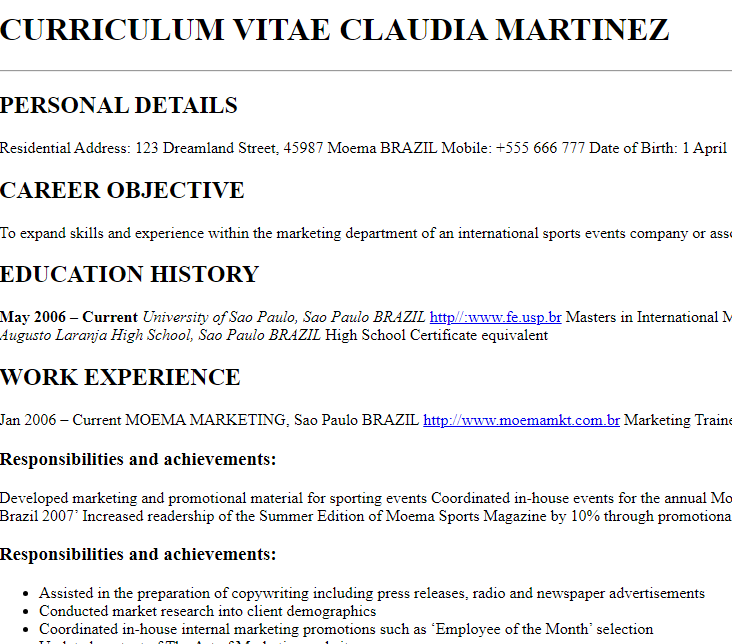 CURRICULUM VITAE CLAUDIA MARTINEZ
PERSONAL DETAILS
Residential Address: 123 Dreamland Street, 45987 Moema BRAZIL Mobile: +555 666 777 Date of Birth: 1 April
CAREER OBJECTIVE
To expand skills and experience within the marketing department of an international sports events company or
EDUCATION HISTORY
May 2006 – Current University of Sao Paulo, Sao Paulo BRAZIL http//:www.fe.usp.br Masters in International
Augusto Laranja High School, Sao Paulo BRAZIL High School Certificate equivalent
WORK EXPERIENCE
Jan 2006 – Current MOEMA MARKETING, Sao Paulo BRAZIL http://www.moemamkt.com.br Marketing
Responsibilities and achievements:
Developed marketing and promotional material for sporting events Coordinated in-house events for the annual
Brazil 2007’ Increased readership of the Summer Edition of Moema Sports Magazine by 10% through
Responsibilities and achievements:
• Assisted in the preparation of copywriting including press releases, radio and newspaper advertisements
• Conducted market research into client demographics
• Coordinated in-house internal marketing promotions such as ‘Employee of the Month’ selection